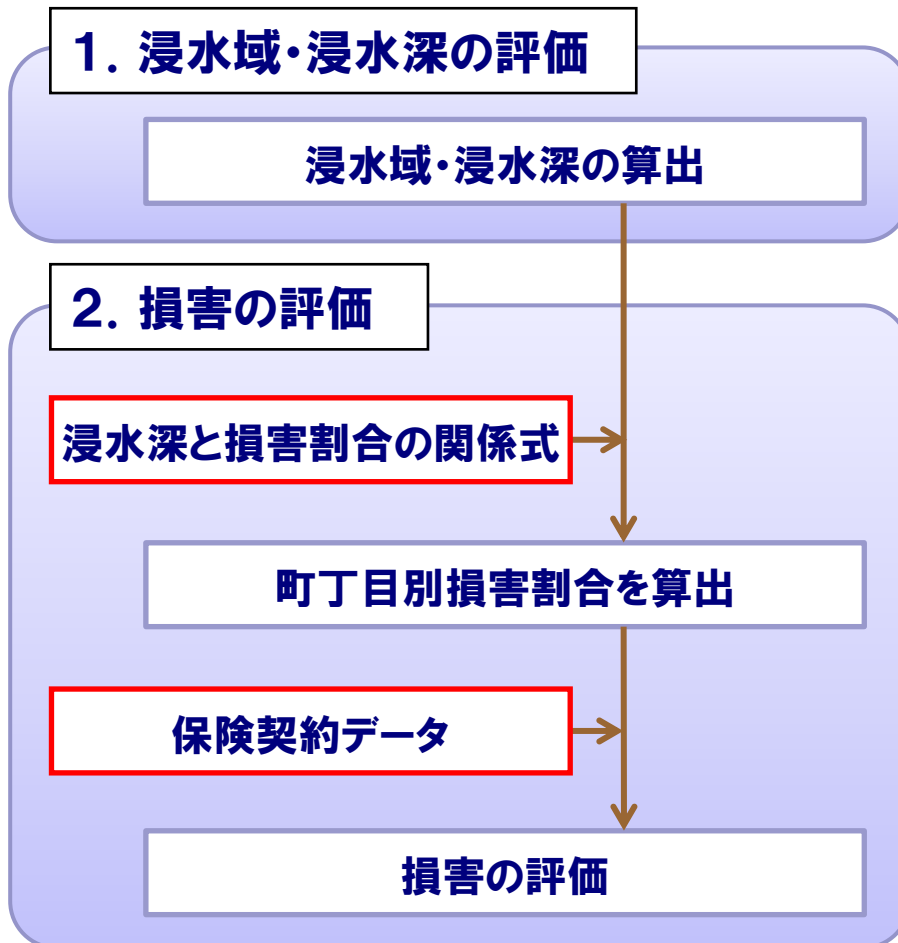 １. 浸水域・浸水深の評価
浸水域・浸水深の算出
２. 損害の評価
浸水深と損害割合の関係式
町丁目別損害割合を算出
保険契約データ
損害の評価